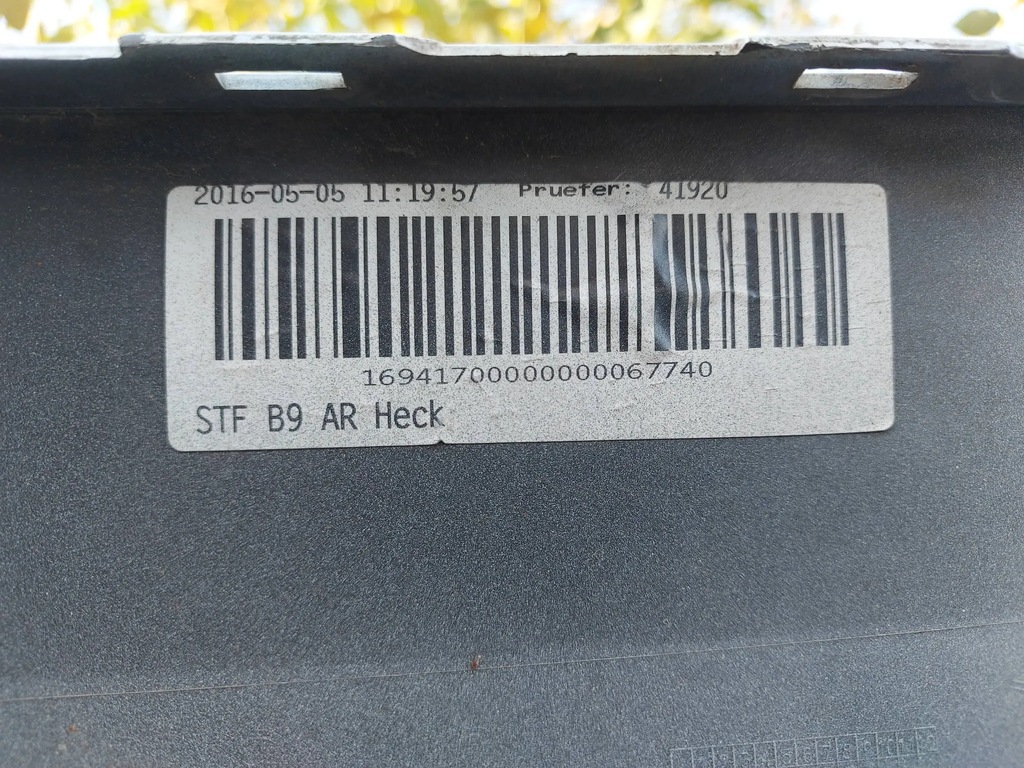 2016-05-05 11:19:57 Pruefer: 41920
16941700000000067740
STF B9 AR Heck